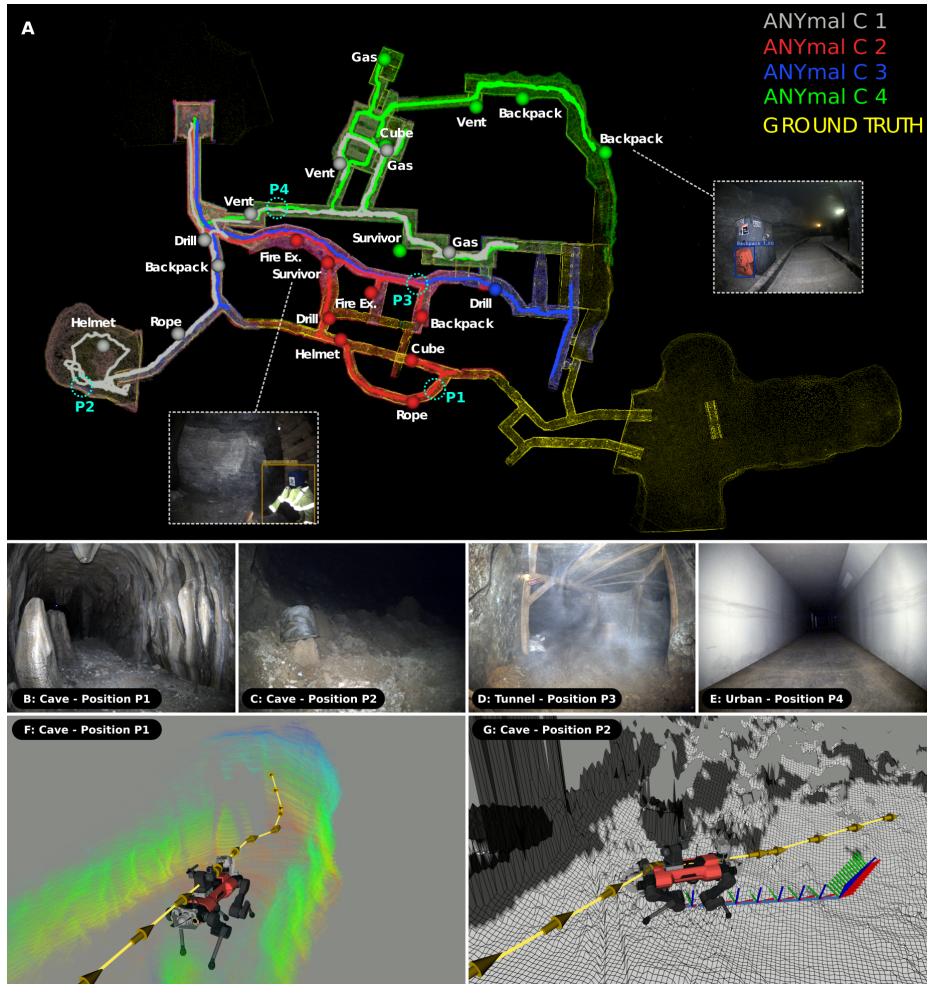 A
ANYmal C 1
ANYmal C 2
ANYmal C 3
ANYmal C 4
GROUND TRUTH
Gas
Vent
Backpack
Cube
Backpack
Vent
Gas
P4
Vent
Drill
Survivor
Gas
Fire Ex.
Backpack
Survivor
P3
Fire Ex.
Drill
Drill
Backpack
Helmet
Rope
Helmet
Cube
P2
P1
Rope
Backpack 1.00
B: Cave - Position P1
C: Cave - Position P2
D: Tunnel - Position P3
E: Urban - Position P4
F: Cave - Position P1
G: Cave - Position P2